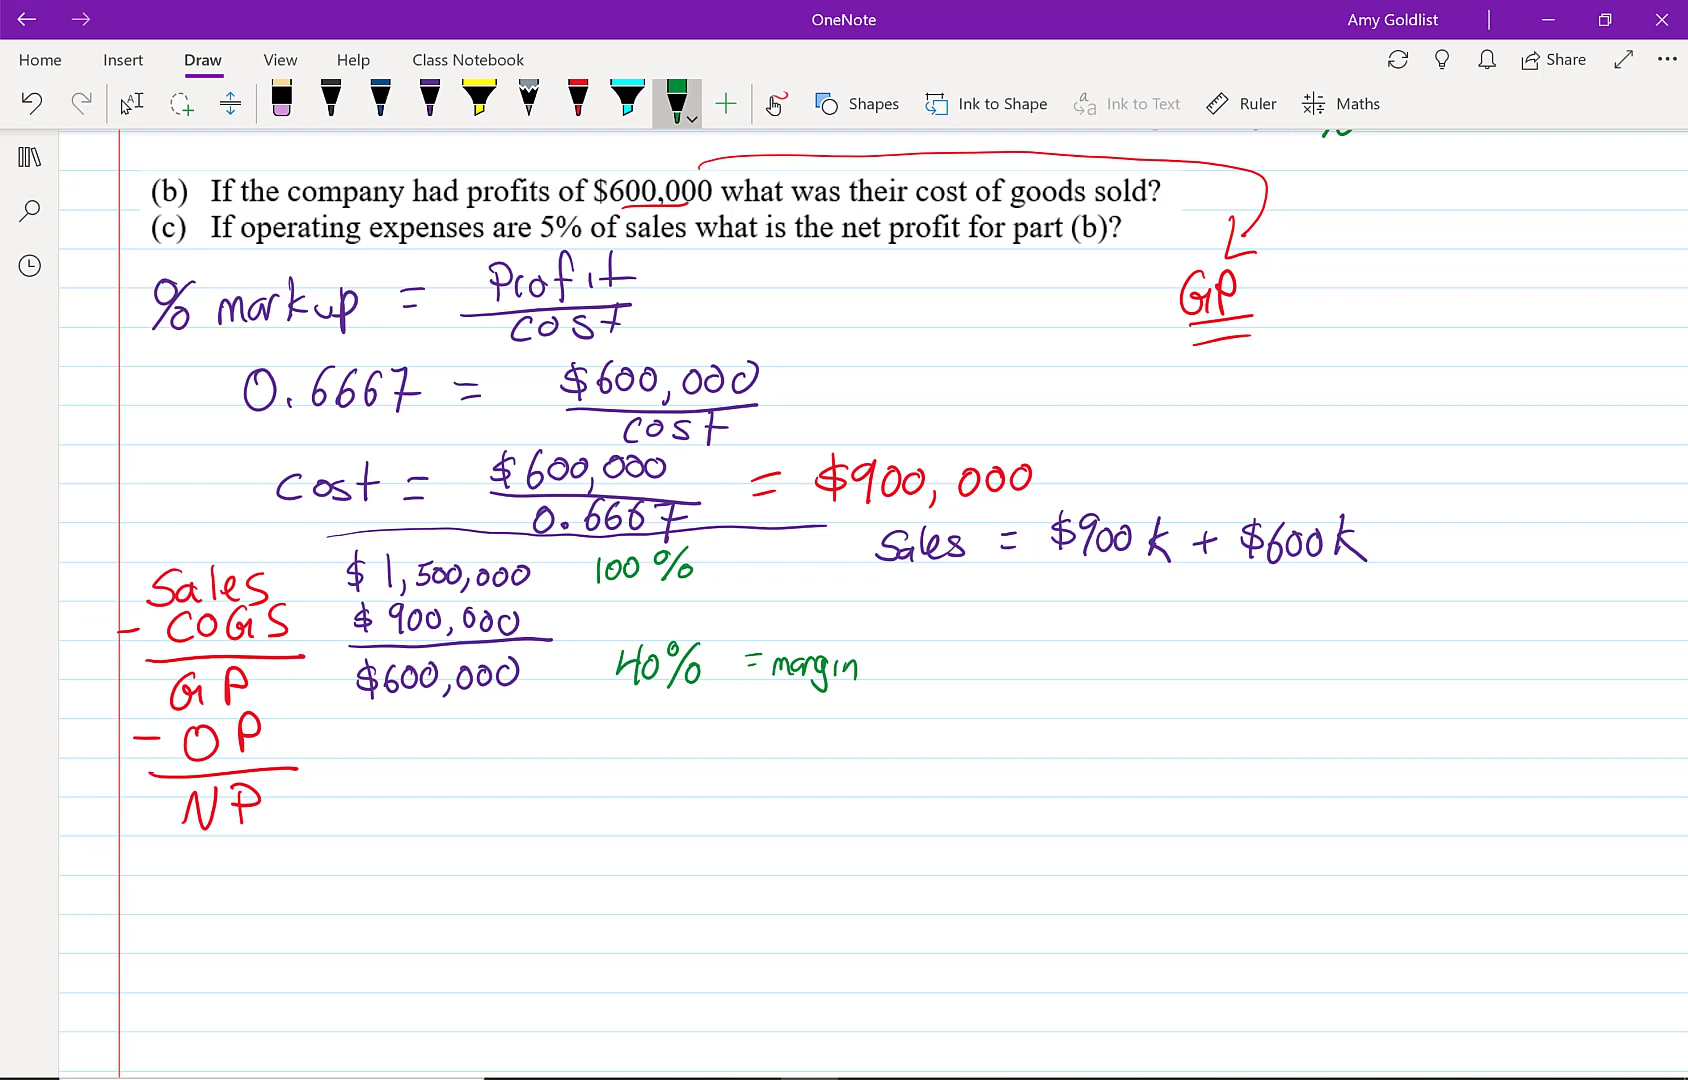 OneNote
Amy Goldlist
Home Insert Draw View Help Class Notebook
Share
Shapes Ink to Shape Ink to Text Ruler Maths
(b) If the company had profits of $600,000 what was their cost of goods sold?
(c) If operating expenses are 5% of sales what is the net profit for part (b)?
GP
% markup = Profit / cost
0.6667 = $600,000 / cost
cost = $600,000 / 0.6667 = $900,000
Sales = $900k + $600k
Sales $1,500,000 100%
- COGS $900,000
GP $600,000 40% = margin
- OP
NP